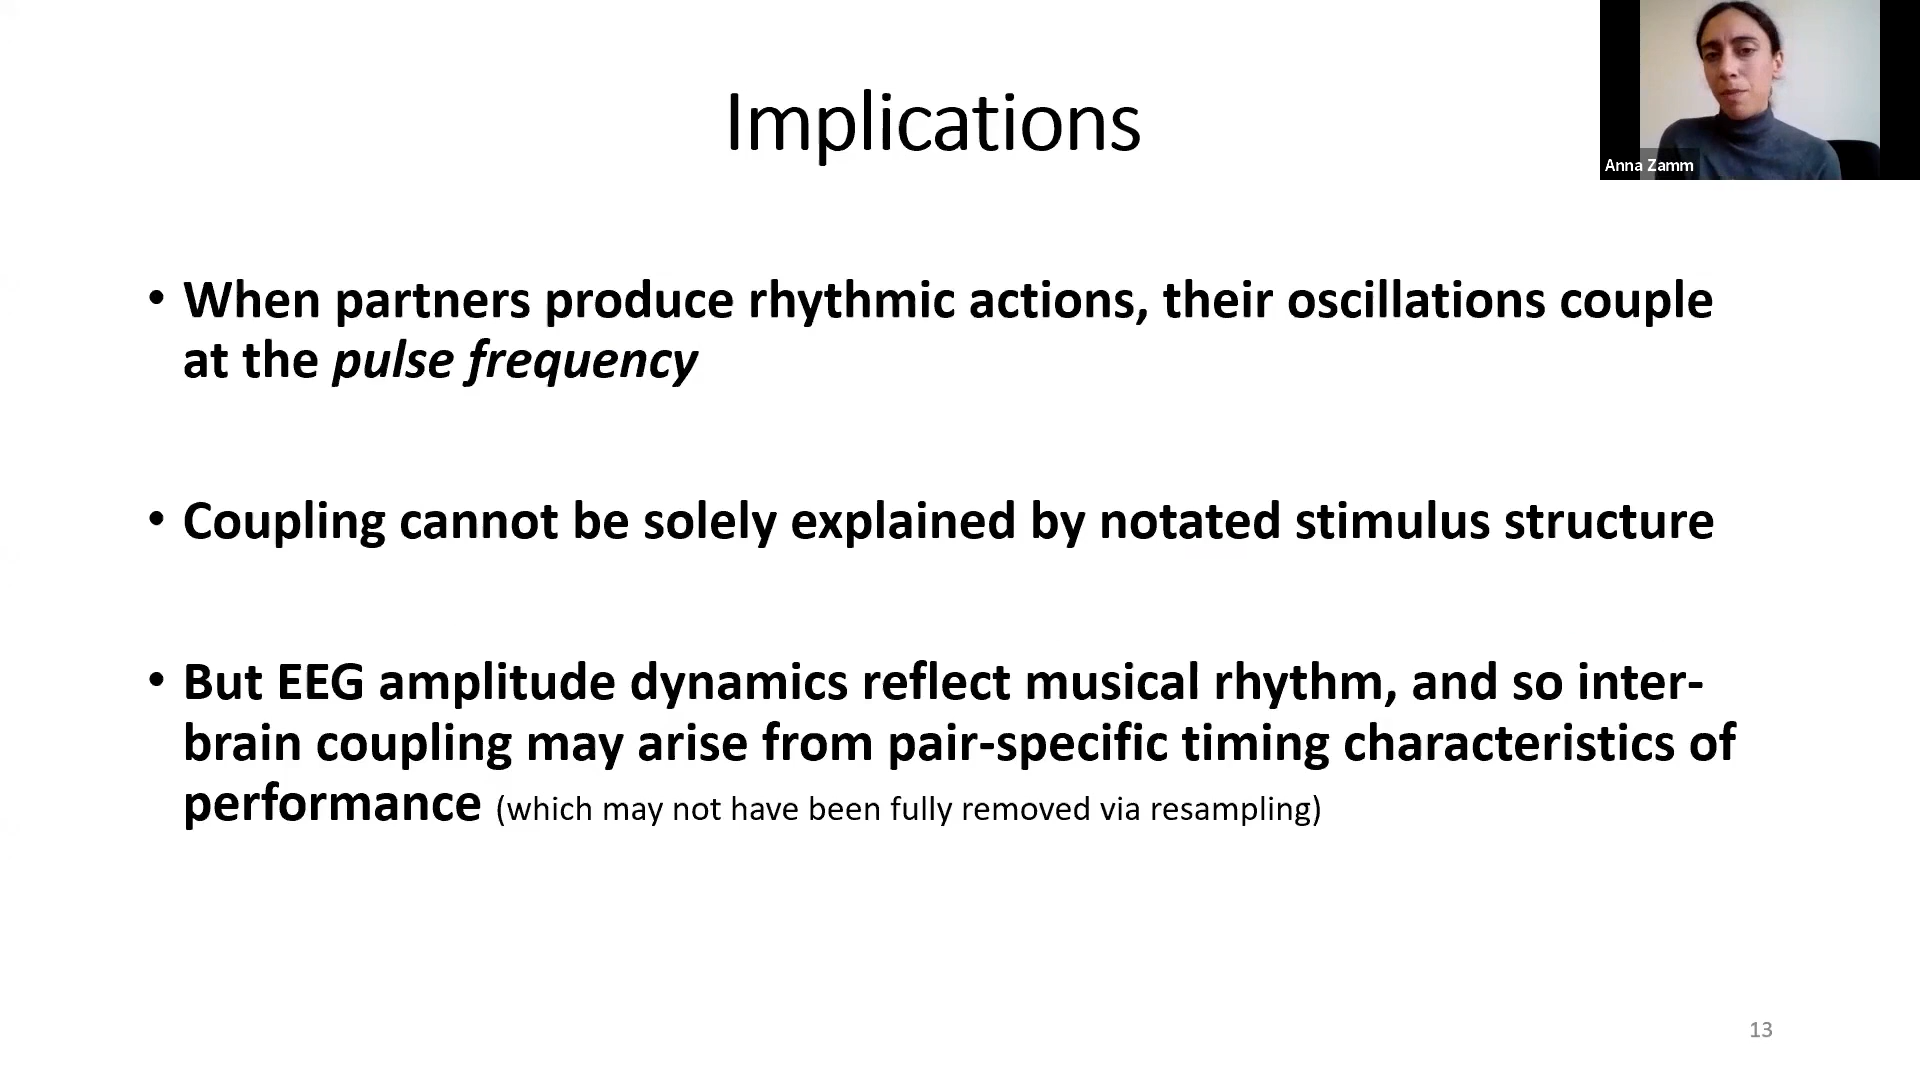 Implications
Anna Zamm
• When partners produce rhythmic actions, their oscillations couple
at the pulse frequency
• Coupling cannot be solely explained by notated stimulus structure
• But EEG amplitude dynamics reflect musical rhythm, and so inter-
brain coupling may arise from pair-specific timing characteristics of
performance (which may not have been fully removed via resampling)
13